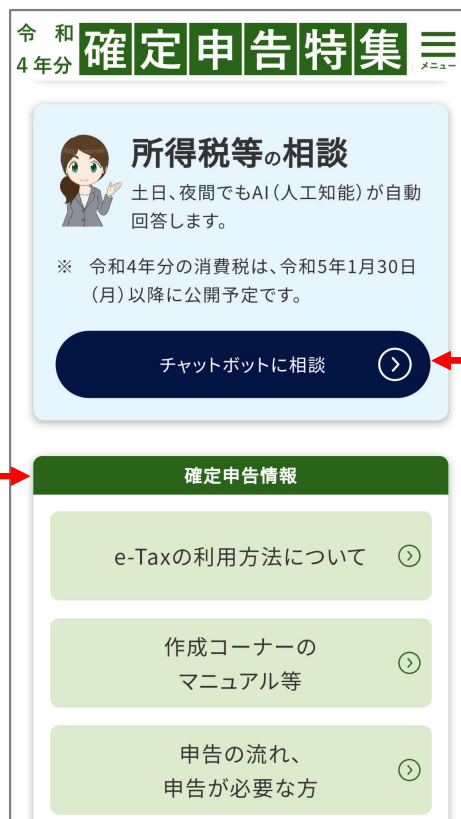 令和
4年分
確定申告特集
メニュー
所得税等の相談
土日、夜間でもAI(人工知能)が自動
回答します。
※ 令和4年分の消費税は、令和5年1月30日
(月)以降に公開予定です。
チャットボットに相談
確定申告情報
e-Taxの利用方法について
作成コーナーの
マニュアル等
申告の流れ、
申告が必要な方